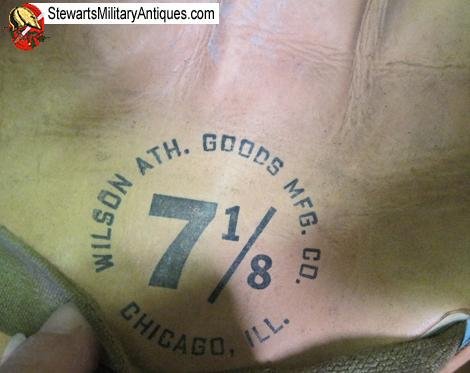 StewartsMilitaryAntiques.com
WILSON ATH. GOODS MFG. CO.
7 1/8
CHICAGO, ILL.